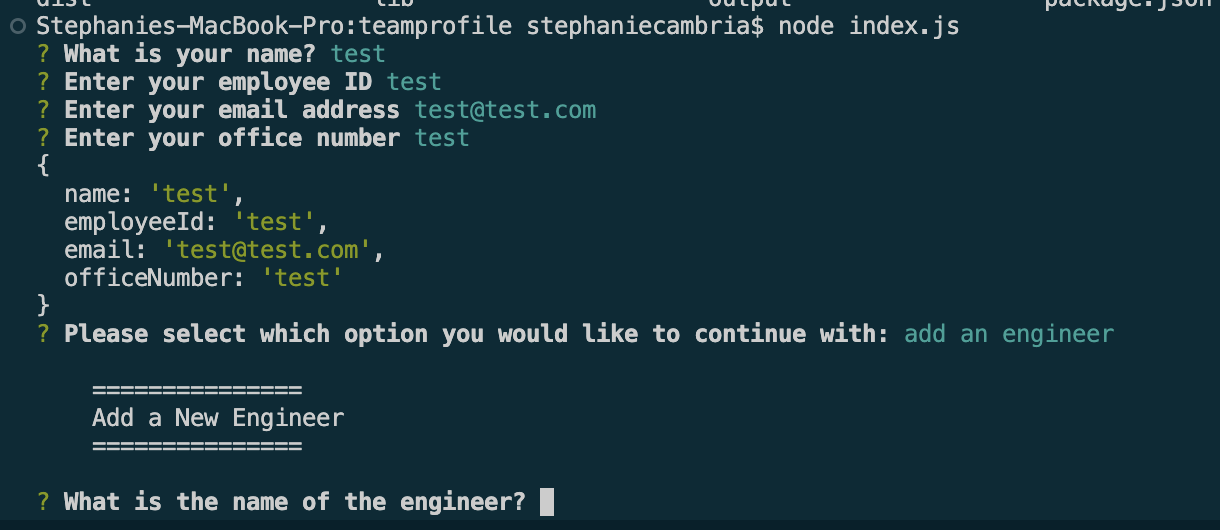 dist lib output package.json
Stephanies-MacBook-Pro:teamprofile stephaniecambria$ node index.js
? What is your name? test
? Enter your employee ID test
? Enter your email address test@test.com
? Enter your office number test
{
  name: 'test',
  employeeId: 'test',
  email: 'test@test.com',
  officeNumber: 'test'
}
? Please select which option you would like to continue with: add an engineer
===============
Add a New Engineer
===============
? What is the name of the engineer?